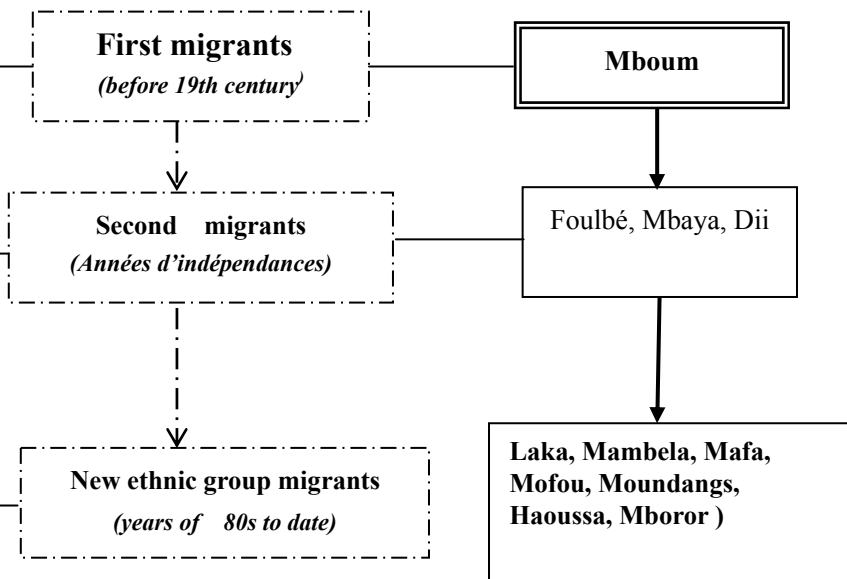 First migrants
(before 19th century)
Mboum
Second migrants
(Années d'indépendances)
Foulbé, Mbaya, Dii
New ethnic group migrants
(years of 80s to date)
Laka, Mambela, Mafa,
Mofou, Moundangs,
Haoussa, Mboror )